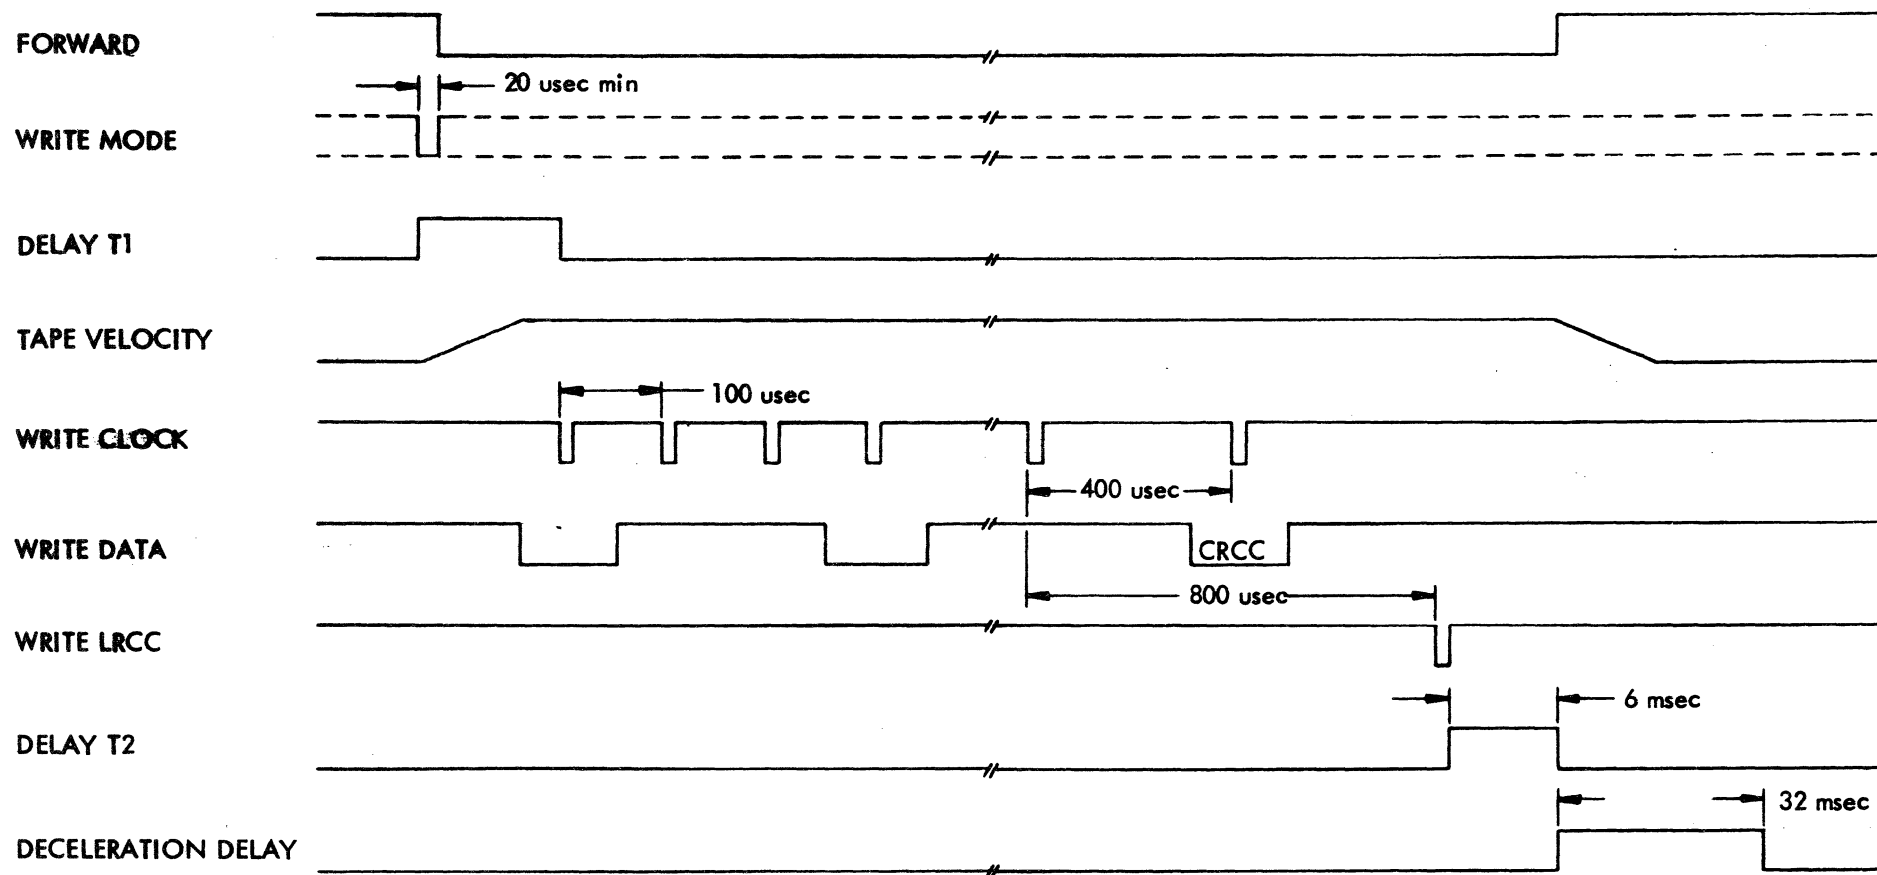 FORWARD
20 usec min
WRITE MODE
DELAY T1
TAPE VELOCITY
100 usec
WRITE CLOCK
400 usec
WRITE DATA
CRCC
800 usec
WRITE LRCC
6 msec
DELAY T2
32 msec
DECELERATION DELAY